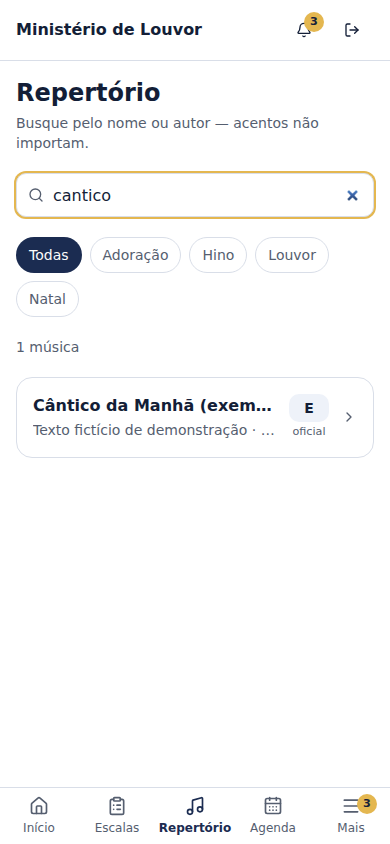 Ministério de Louvor
3
Repertório
Busque pelo nome ou autor — acentos não
importam.
cantico
Todas
Adoração
Hino
Louvor
Natal
1 música
Cântico da Manhã (exem…
E
Texto fictício de demonstração · …
oficial
3
Início
Escalas
Repertório
Agenda
Mais